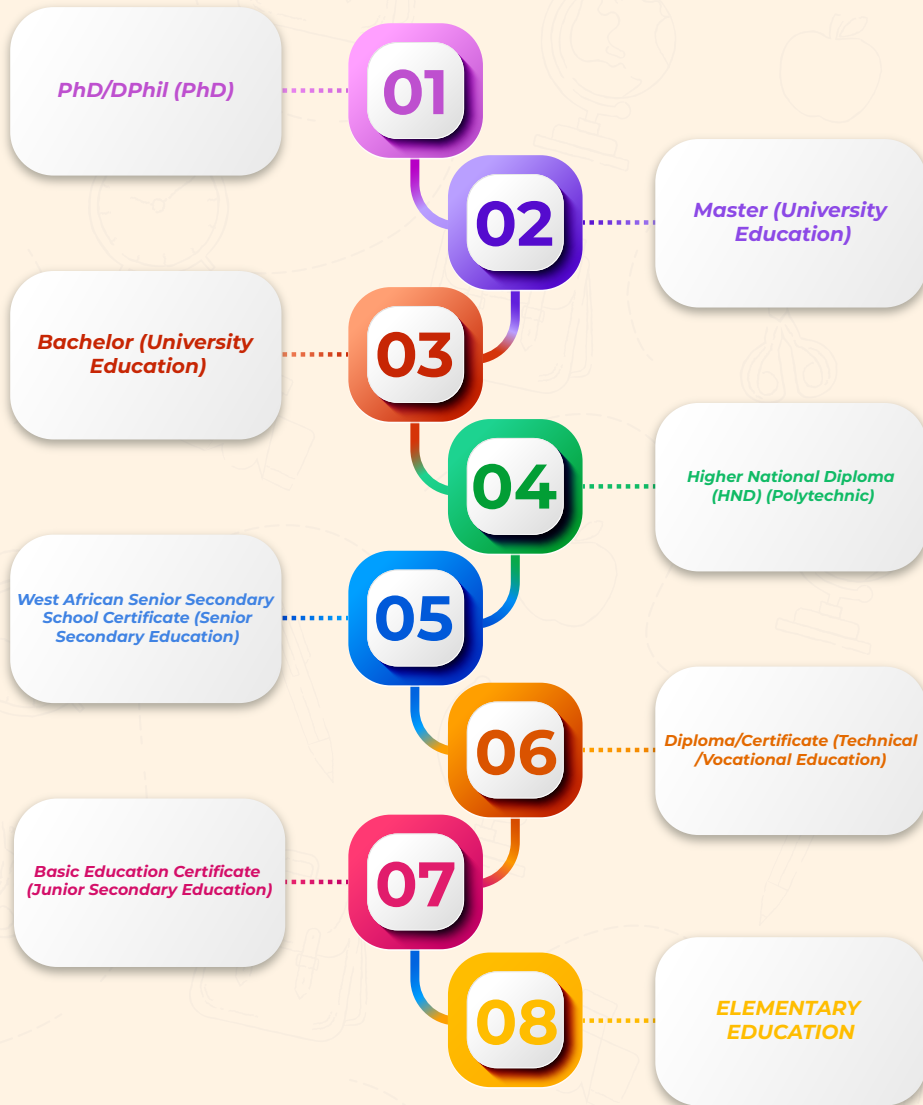 PhD/DPhil (PhD)
01
02
Master (University
Education)
Bachelor (University
Education)
03
04
Higher National Diploma
(HND) (Polytechnic)
West African Senior Secondary
School Certificate (Senior
Secondary Education)
05
06
Diploma/Certificate (Technical
/Vocational Education)
Basic Education Certificate
(Junior Secondary Education)
07
08
ELEMENTARY
EDUCATION